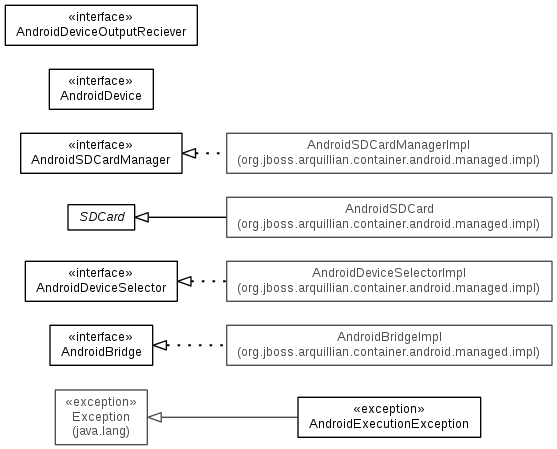 «interface»
AndroidDeviceOutputReciever
«interface»
AndroidDevice
«interface»
AndroidSDCardManager
AndroidSDCardManagerImpl
(org.jboss.arquillian.container.android.managed.impl)
SDCard
AndroidSDCard
(org.jboss.arquillian.container.android.managed.impl)
«interface»
AndroidDeviceSelector
AndroidDeviceSelectorImpl
(org.jboss.arquillian.container.android.managed.impl)
«interface»
AndroidBridge
AndroidBridgeImpl
(org.jboss.arquillian.container.android.managed.impl)
«exception»
Exception
(java.lang)
«exception»
AndroidExecutionException